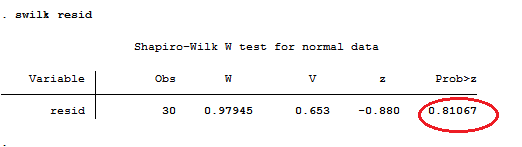 . swilk resid
Shapiro-Wilk W test for normal data
Variable Obs W V z Prob>z
resid 30 0.97945 0.653 -0.880 0.81067
.